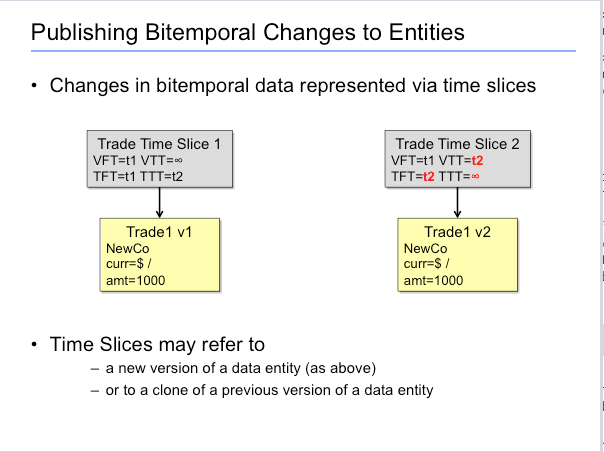 Publishing Bitemporal Changes to Entities
• Changes in bitemporal data represented via time slices
Trade Time Slice 1
VFT=t1 VTT=∞
TFT=t1 TTT=t2
Trade1 v1
NewCo
curr=$ /
amt=1000
Trade Time Slice 2
VFT=t1 VTT=t2
TFT=t2 TTT=∞
Trade1 v2
NewCo
curr=$ /
amt=1000
• Time Slices may refer to
– a new version of a data entity (as above)
– or to a clone of a previous version of a data entity